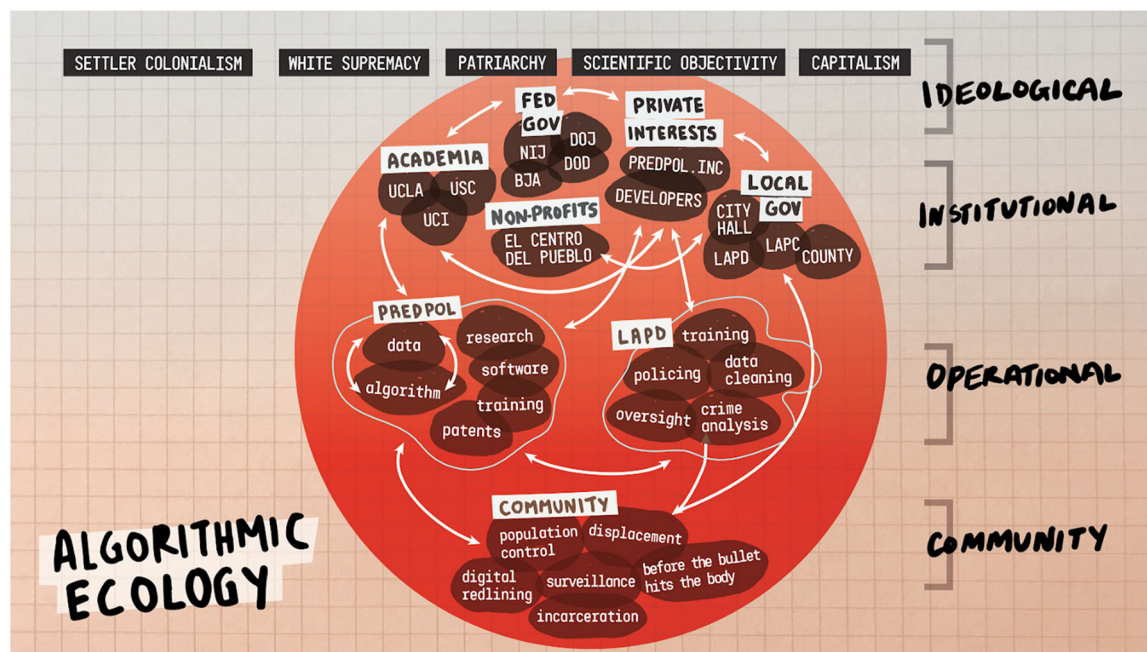 SETTLER COLONIALISM
WHITE SUPREMACY
PATRIARCHY
SCIENTIFIC OBJECTIVITY
CAPITALISM
IDEOLOGICAL
FED
GOV
NIJ
DOJ
DOD
BJA
PRIVATE
INTERESTS
PREDPOL.INC
DEVELOPERS
ACADEMIA
UCLA
USC
UCI
NON-PROFITS
EL CENTRO
DEL PUEBLO
LOCAL
GOV
CITY
HALL
LAPD
LAPC
COUNTY
INSTITUTIONAL
PREDPOL
data
algorithm
research
software
training
patents
LAPD
training
policing
data
cleaning
oversight
crime
analysis
OPERATIONAL
COMMUNITY
population
control
displacement
digital
redlining
surveillance
before the bullet
hits the body
incarceration
COMMUNITY
ALGORITHMIC
ECOLOGY